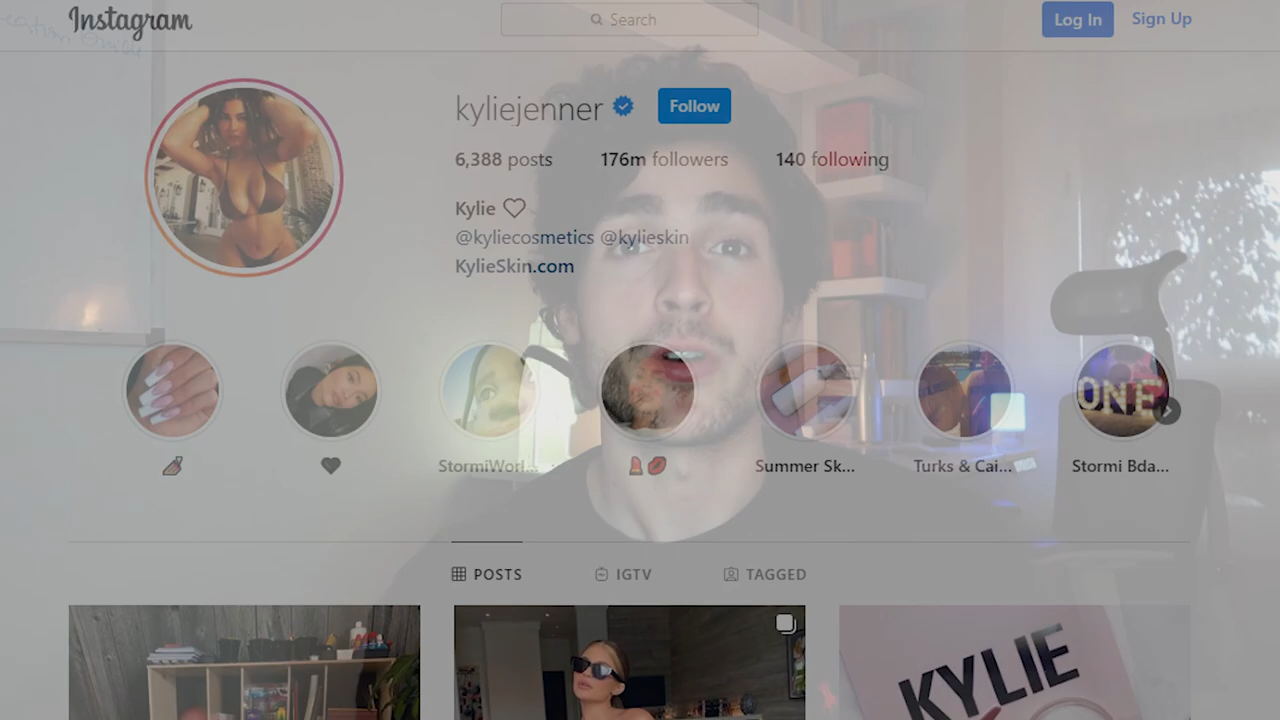 Instagram
Search
Log In
Sign Up
kyliejenner
Follow
6,388 posts
176m followers
140 following
Kylie
@kyliecosmetics @kylieskin
KylieSkin.com
ONE
StormiWorl...
Summer Sk...
Turks & Cai...
Stormi Bda...
POSTS
IGTV
TAGGED
KYLIE